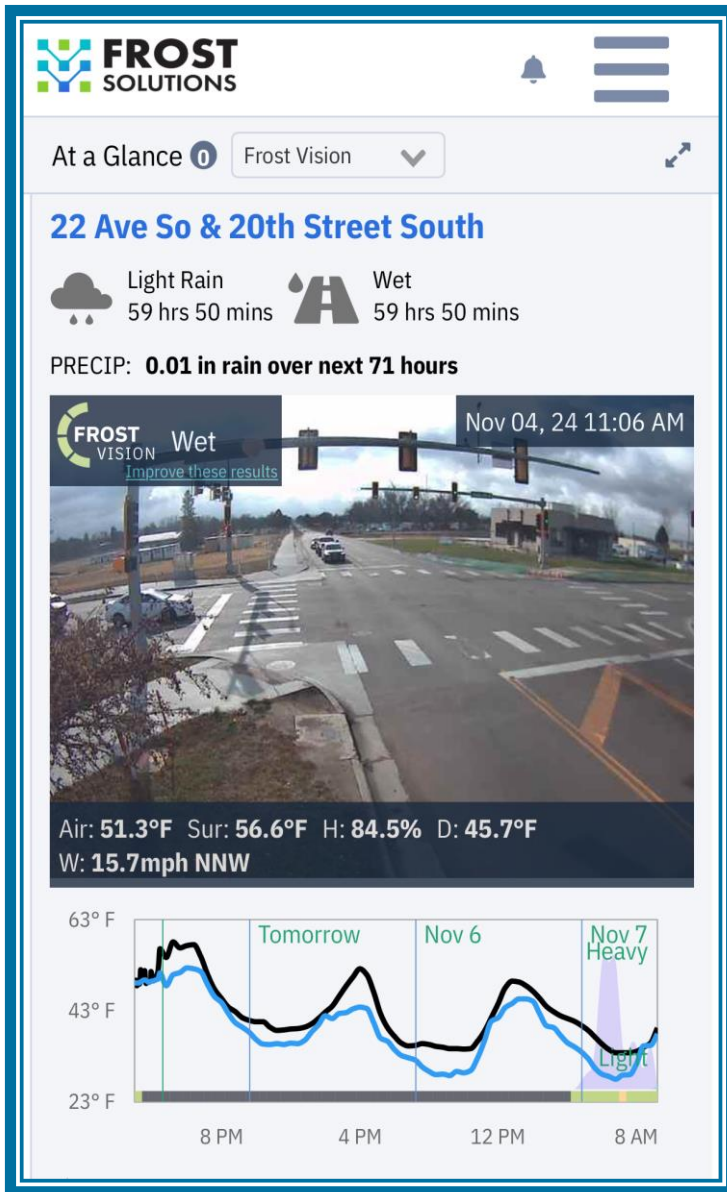 FROST
SOLUTIONS
At a Glance 0 Frost Vision
22 Ave So & 20th Street South
Light Rain Wet
59 hrs 50 mins 59 hrs 50 mins
PRECIP: 0.01 in rain over next 71 hours
FROST
VISION
Wet
Improve these results
Nov 04, 24 11:06 AM
Air: 51.3°F Sur: 56.6°F H: 84.5% D: 45.7°F
W: 15.7mph NNW
63° F
Tomorrow Nov 6 Nov 7
Heavy
43° F
Light
23° F
8 PM 4 PM 12 PM 8 AM